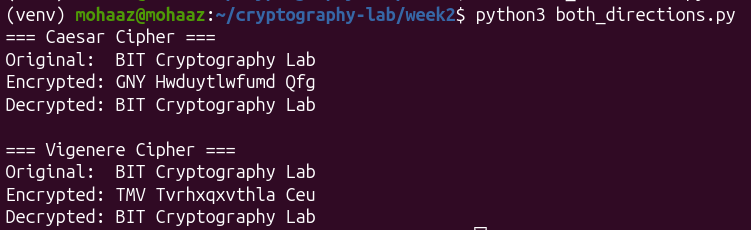 (venv) mohaaz@mohaaz:~/cryptography-lab/week2$ python3 both_directions.py
=== Caesar Cipher ===
Original:  BIT Cryptography Lab
Encrypted: GNY Hwduytlwfumd Qfg
Decrypted: BIT Cryptography Lab

=== Vigenere Cipher ===
Original:  BIT Cryptography Lab
Encrypted: TMV Tvrhxqxvthla Ceu
Decrypted: BIT Cryptography Lab